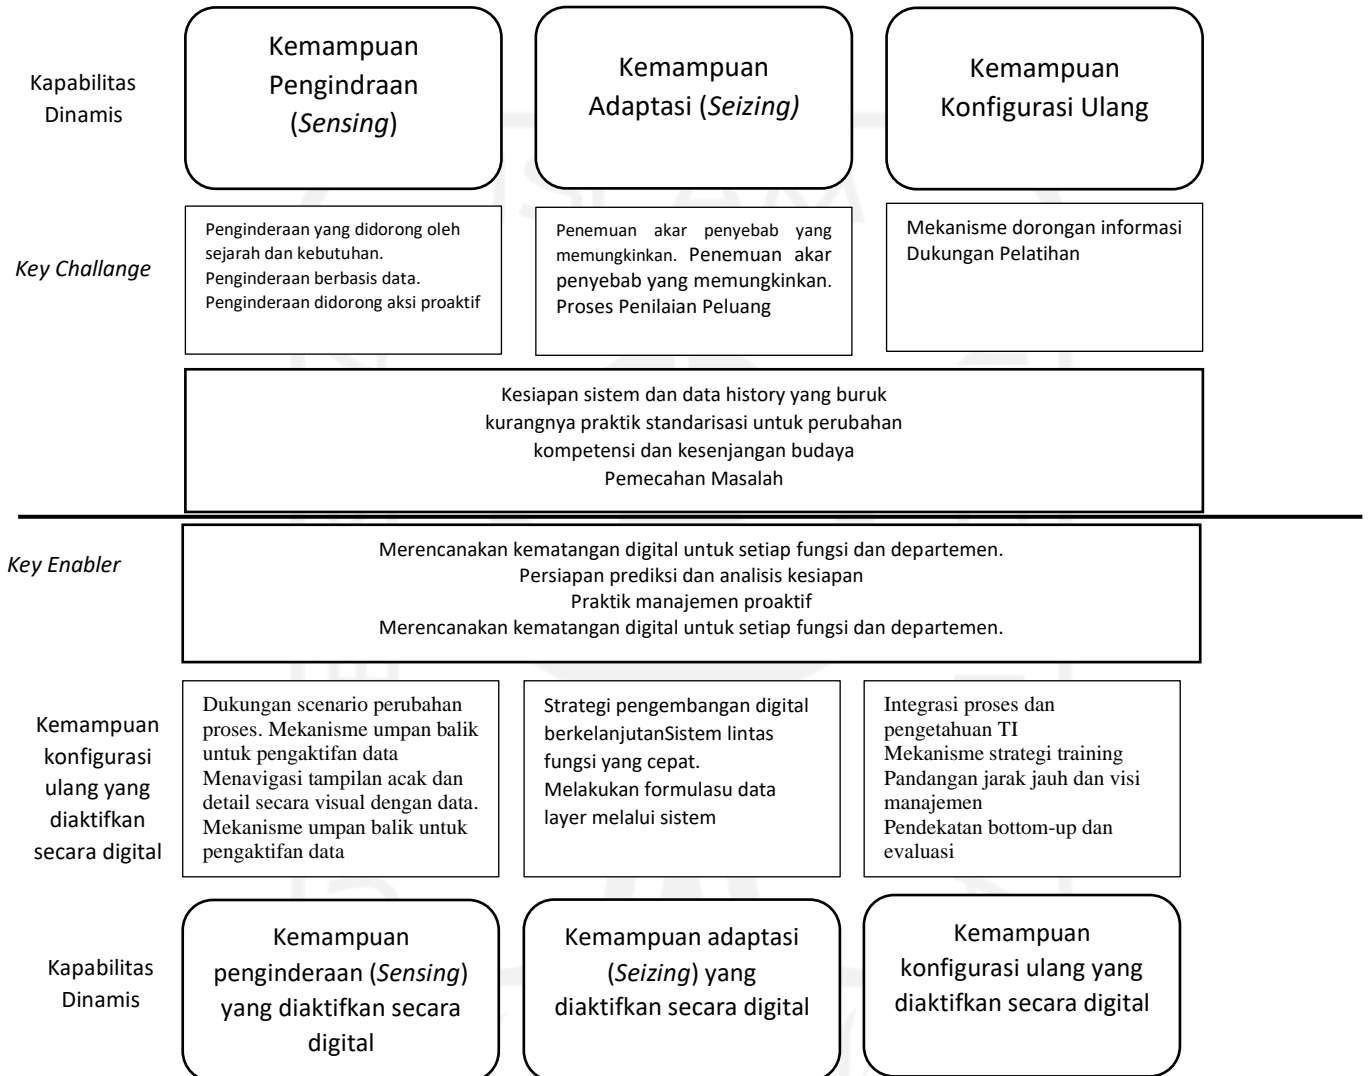 Kapabilitas
Dinamis
Kemampuan
Pengindraan
(Sensing)
Kemampuan
Adaptasi (Seizing)
Kemampuan
Konfigurasi Ulang
Key Challange
Penginderaan yang didorong oleh
sejarah dan kebutuhan.
Penginderaan berbasis data.
Penginderaan didorong aksi proaktif
Penemuan akar penyebab yang
memungkinkan. Penemuan akar
penyebab yang memungkinkan.
Proses Penilaian Peluang
Mekanisme dorongan informasi
Dukungan Pelatihan
Kesiapan sistem dan data history yang buruk
kurangnya praktik standarisasi untuk perubahan
kompetensi dan kesenjangan budaya
Pemecahan Masalah
Key Enabler
Merencanakan kematangan digital untuk setiap fungsi dan departemen.
Persiapan prediksi dan analisis kesiapan
Praktik manajemen proaktif
Merencanakan kematangan digital untuk setiap fungsi dan departemen.
Kemampuan
konfigurasi
ulang yang
diaktifkan
secara digital
Dukungan scenario perubahan
proses. Mekanisme umpan balik
untuk pengaktifan data
Menavigasi tampilan acak dan
detail secara visual dengan data.
Mekanisme umpan balik untuk
pengaktifan data
Strategi pengembangan digital
berkelanjutanSistem lintas
fungsi yang cepat.
Melakukan formulasu data
layer melalui sistem
Integrasi proses dan
pengetahuan TI
Mekanisme strategi training
Pandangan jarak jauh dan visi
manajemen
Pendekatan bottom-up dan
evaluasi
Kapabilitas
Dinamis
Kemampuan
penginderaan (Sensing)
yang diaktifkan secara
digital
Kemampuan adaptasi
(Seizing) yang
diaktifkan secara digital
Kemampuan
konfigurasi ulang yang
diaktifkan secara digital
ISLAM